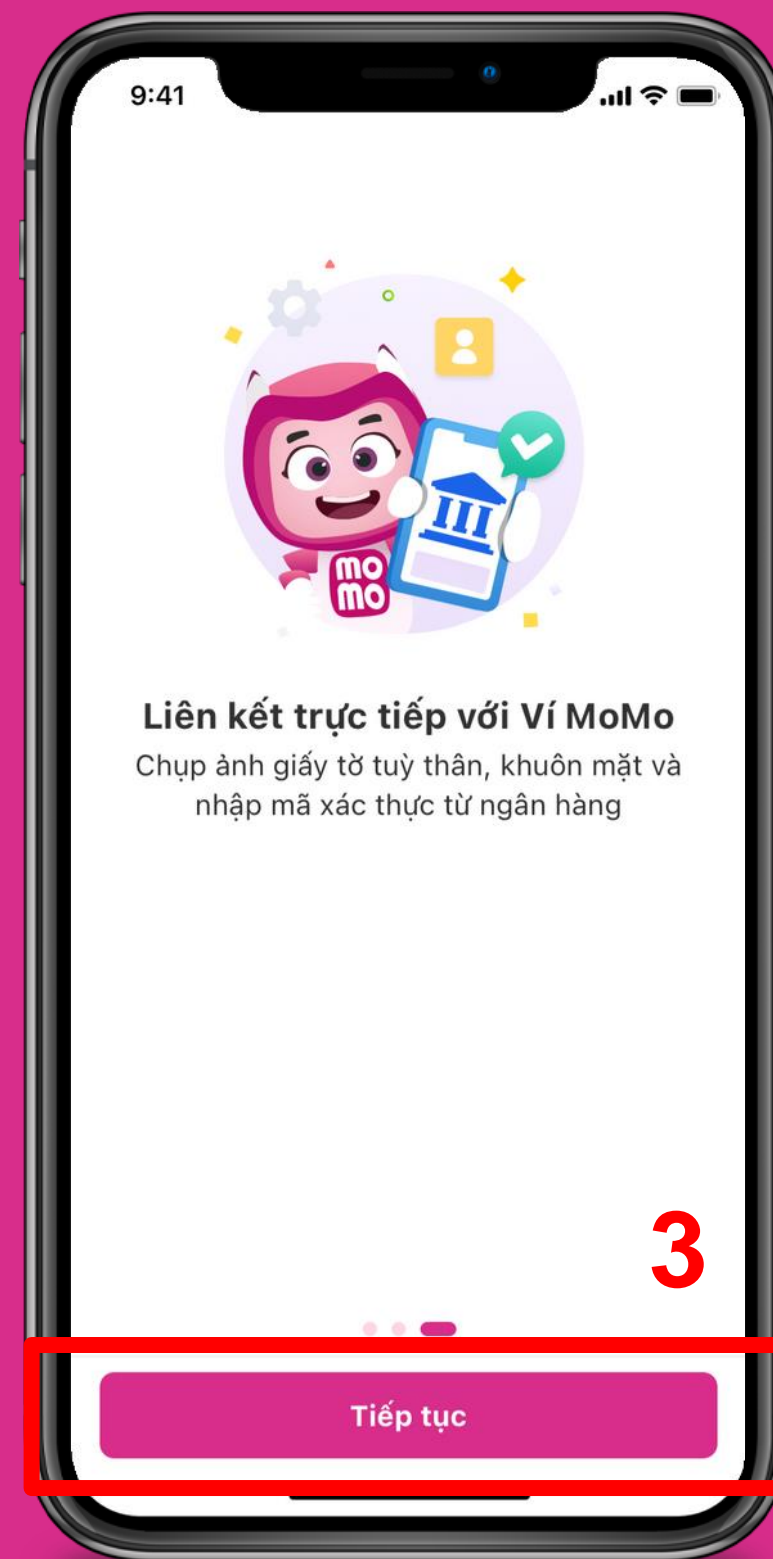 9:41
mo
mo
Liên kết trực tiếp với Ví MoMo
Chụp ảnh giấy tờ tuỳ thân, khuôn mặt và
nhập mã xác thực từ ngân hàng
3
Tiếp tục